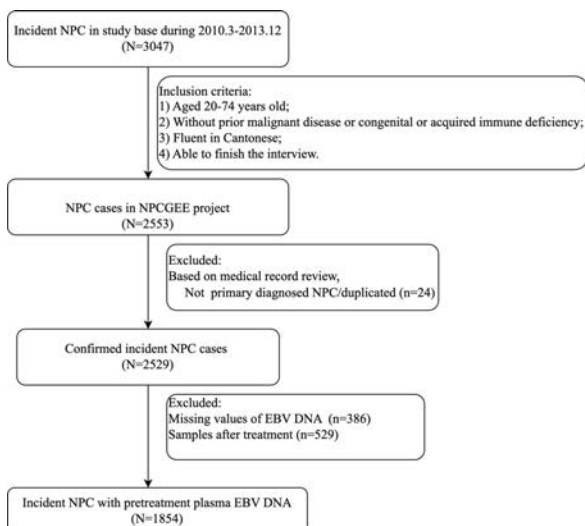 Incident NPC in study base during 2010.3-2013.12
(N=3047)
Inclusion criteria:
1) Aged 20-74 years old;
2) Without prior malignant disease or congenital or acquired immune deficiency;
3) Fluent in Cantonese;
4) Able to finish the interview.
NPC cases in NPCGEE project
(N=2553)
Excluded:
Based on medical record review,
Not primary diagnosed NPC/duplicated (n=24)
Confirmed incident NPC cases
(N=2529)
Excluded:
Missing values of EBV DNA (n=386)
Samples after treatment (n=529)
Incident NPC with pretreatment plasma EBV DNA
(N=1854)